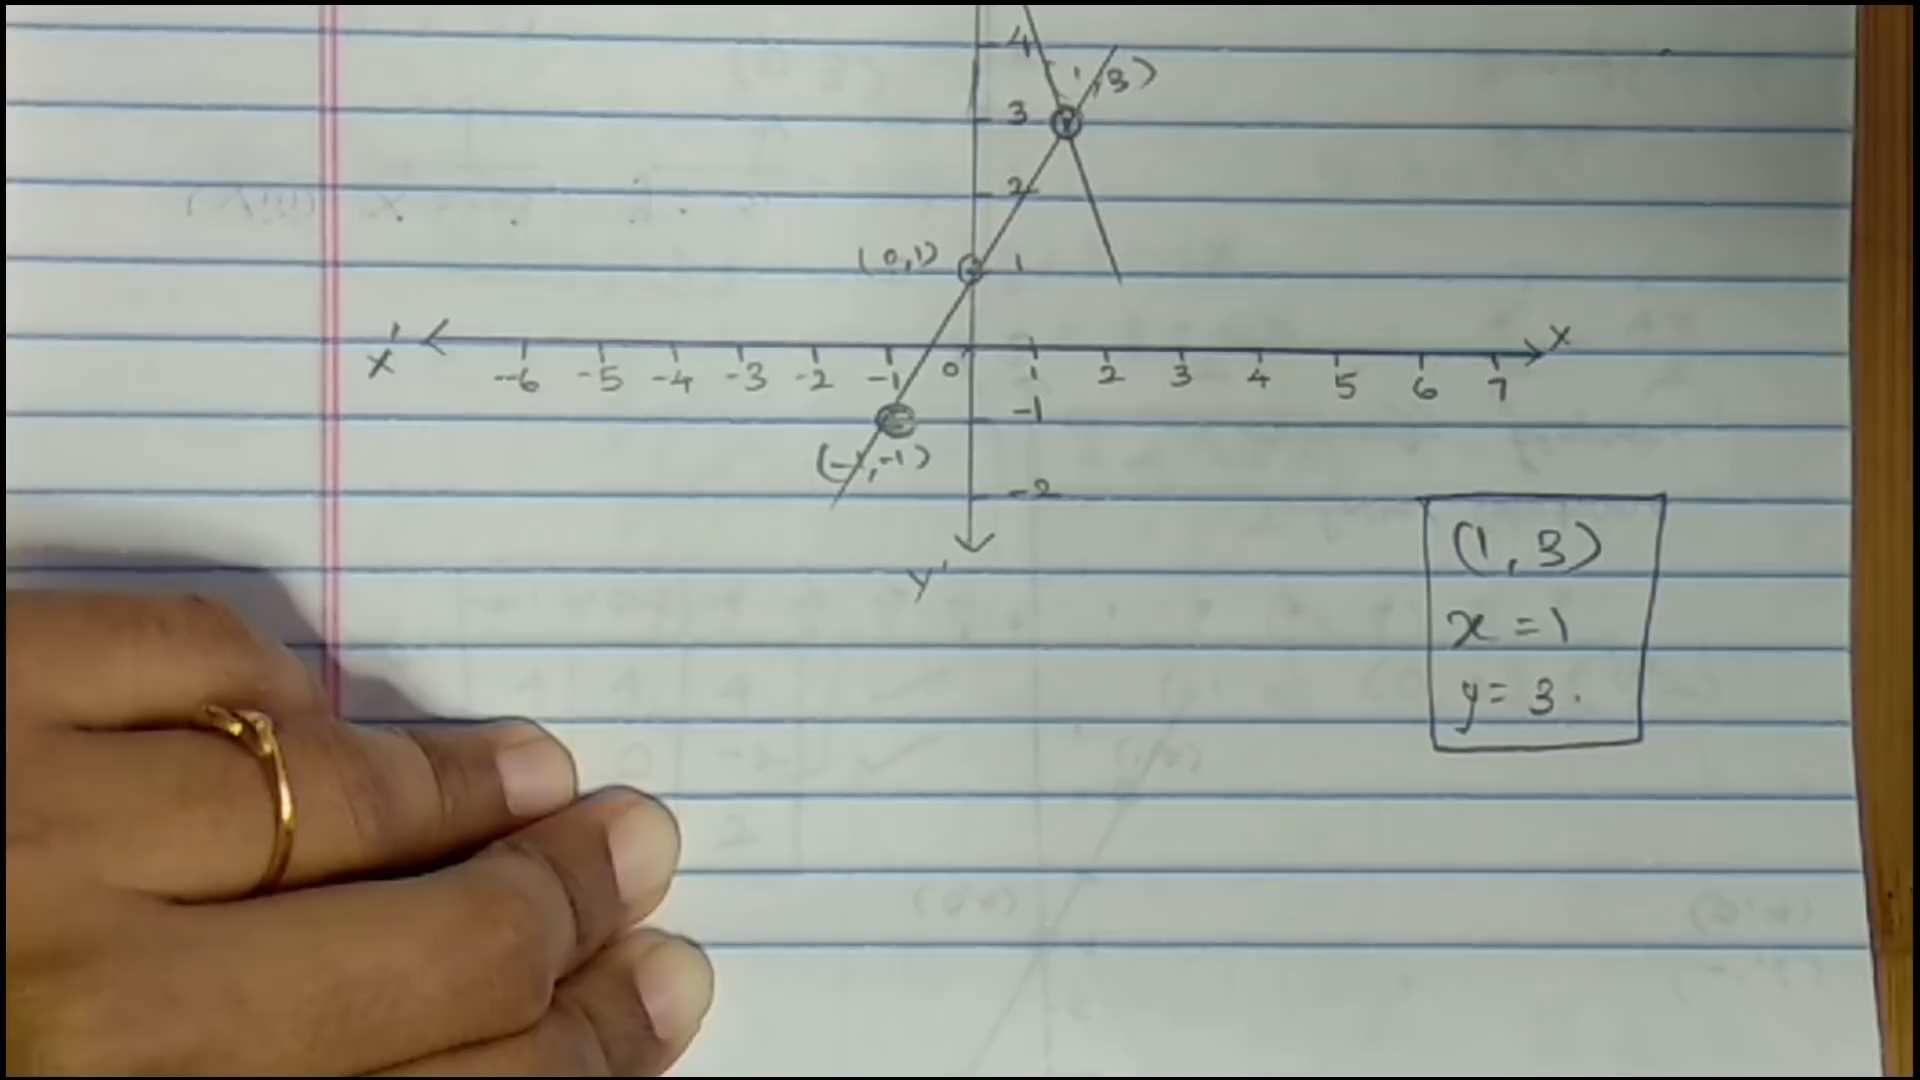 4
(1,3)
3
2
(0,1) 1
X' X
-6 -5 -4 -3 -2 -1 0 1 2 3 4 5 6 7
-1
(-1,-1)
-2
Y'
(1, 3)
x = 1
y = 3.